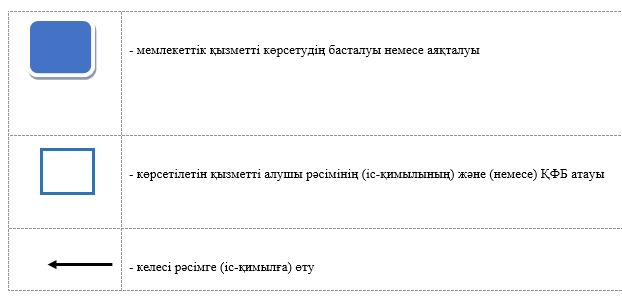 - мемлекеттік қызметті көрсетудің басталуы немесе аяқталуы
- көрсетілетін қызметті алушы рәсімінің (іс-қимылының) және (немесе) ҚФБ атауы
- келесі рәсімге (іс-қимылға) өту